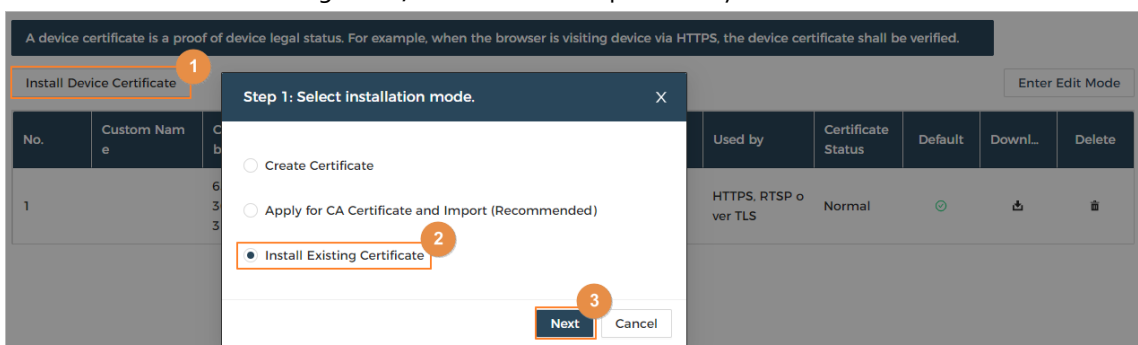 A device certificate is a proof of device legal status. For example, when the browser is visiting device via HTTPS, the device certificate shall be verified.
1
Install Device Certificate
Enter Edit Mode
Step 1: Select installation mode.
X
No.
Custom Nam
e
C
b
Used by
Certificate
Status
Default
Downl...
Delete
Create Certificate
1
6
3
3
HTTPS, RTSP o
ver TLS
Normal
Apply for CA Certificate and Import (Recommended)
2
Install Existing Certificate
3
Next
Cancel